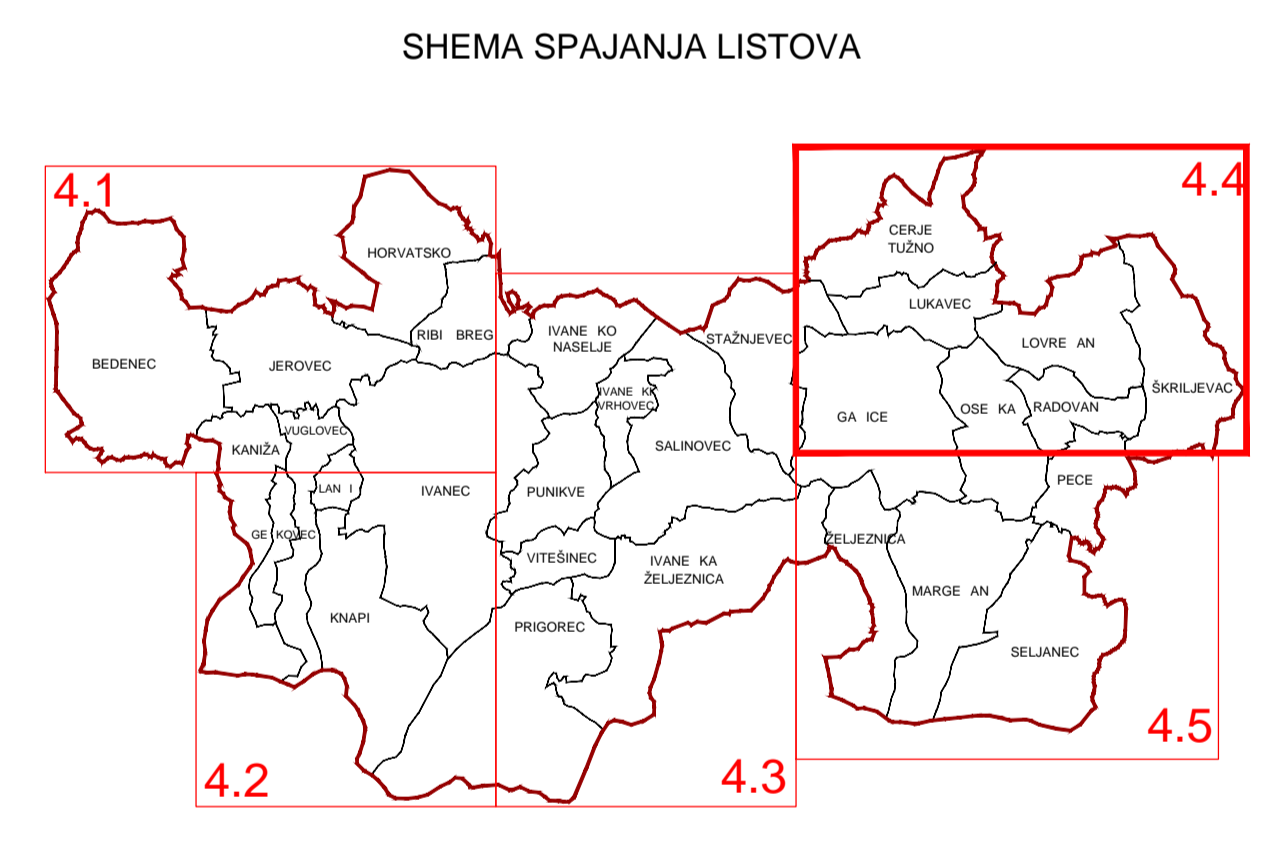 SHEMA SPAJANJA LISTOVA
4.1
4.4
HORVATSKO
CERJE
TUŽNO
LUKAVEC
RIBI BREG
IVANE KO
NASELJE
STAŽNJEVEC
LOVRE AN
BEDENEC
JEROVEC
ŠKRILJEVAC
IVANE KI
VRHOVEC
GA ICE
OSE KA
RADOVAN
VUGLOVEC
KANIŽA
SALINOVEC
LAN I
IVANEC
PUNIKVE
PECE
GE KOVEC
ŽELJEZNICA
VITEŠINEC
IVANE KA
ŽELJEZNICA
MARGE AN
KNAPI
PRIGOREC
SELJANEC
4.5
4.2
4.3